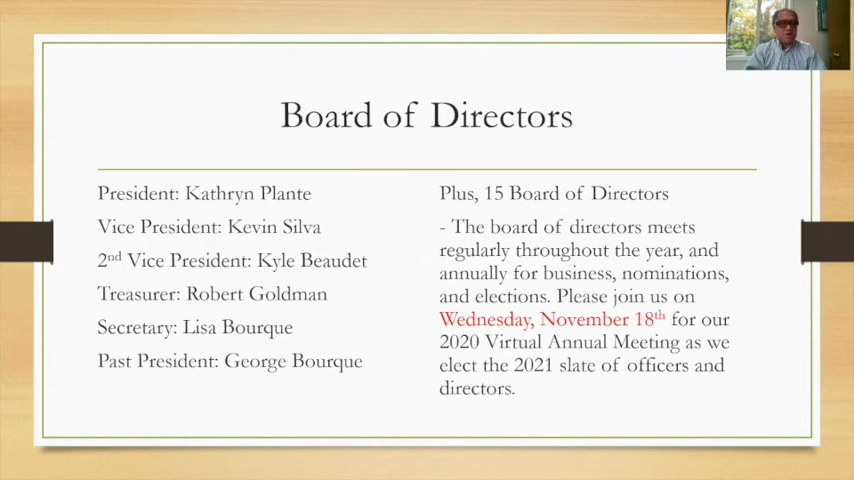 Board of Directors
President: Kathryn Plante
Vice President: Kevin Silva
2nd Vice President: Kyle Beaudet
Treasurer: Robert Goldman
Secretary: Lisa Bourque
Past President: George Bourque
Plus, 15 Board of Directors
- The board of directors meets
regularly throughout the year, and
annually for business, nominations,
and elections. Please join us on
Wednesday, November 18th for our
2020 Virtual Annual Meeting as we
elect the 2021 slate of officers and
directors.